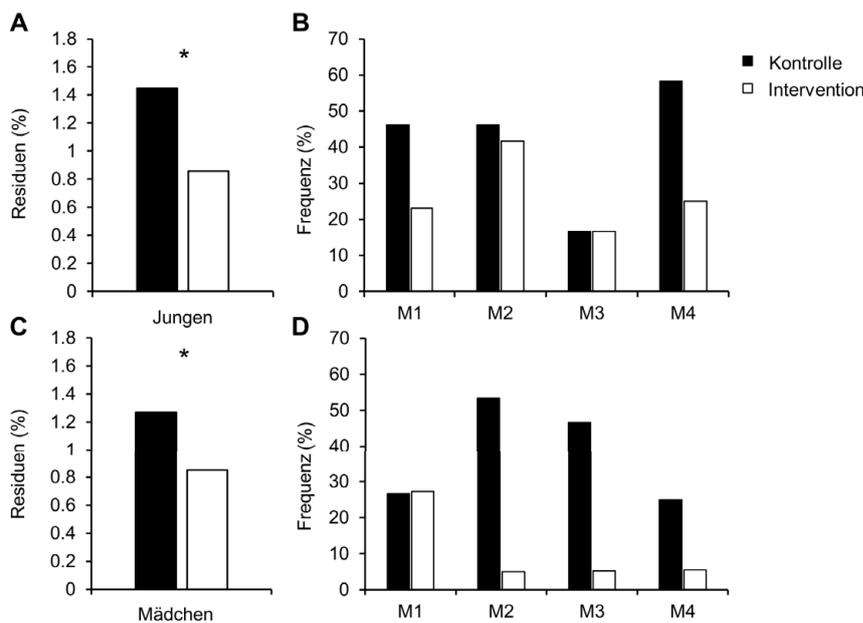 A
1.8
1.6
1.4
1.2
1
0.8
0.6
0.4
0.2
0
Residuen (%)
*
Jungen
B
70
60
50
40
30
20
10
0
Frequenz (%)
M1 M2 M3 M4
Kontrolle
Intervention
C
1.8
1.6
1.4
1.2
1
0.8
0.6
0.4
0.2
0
Residuen (%)
*
Mädchen
D
70
60
50
40
30
20
10
0
Frequenz (%)
M1 M2 M3 M4